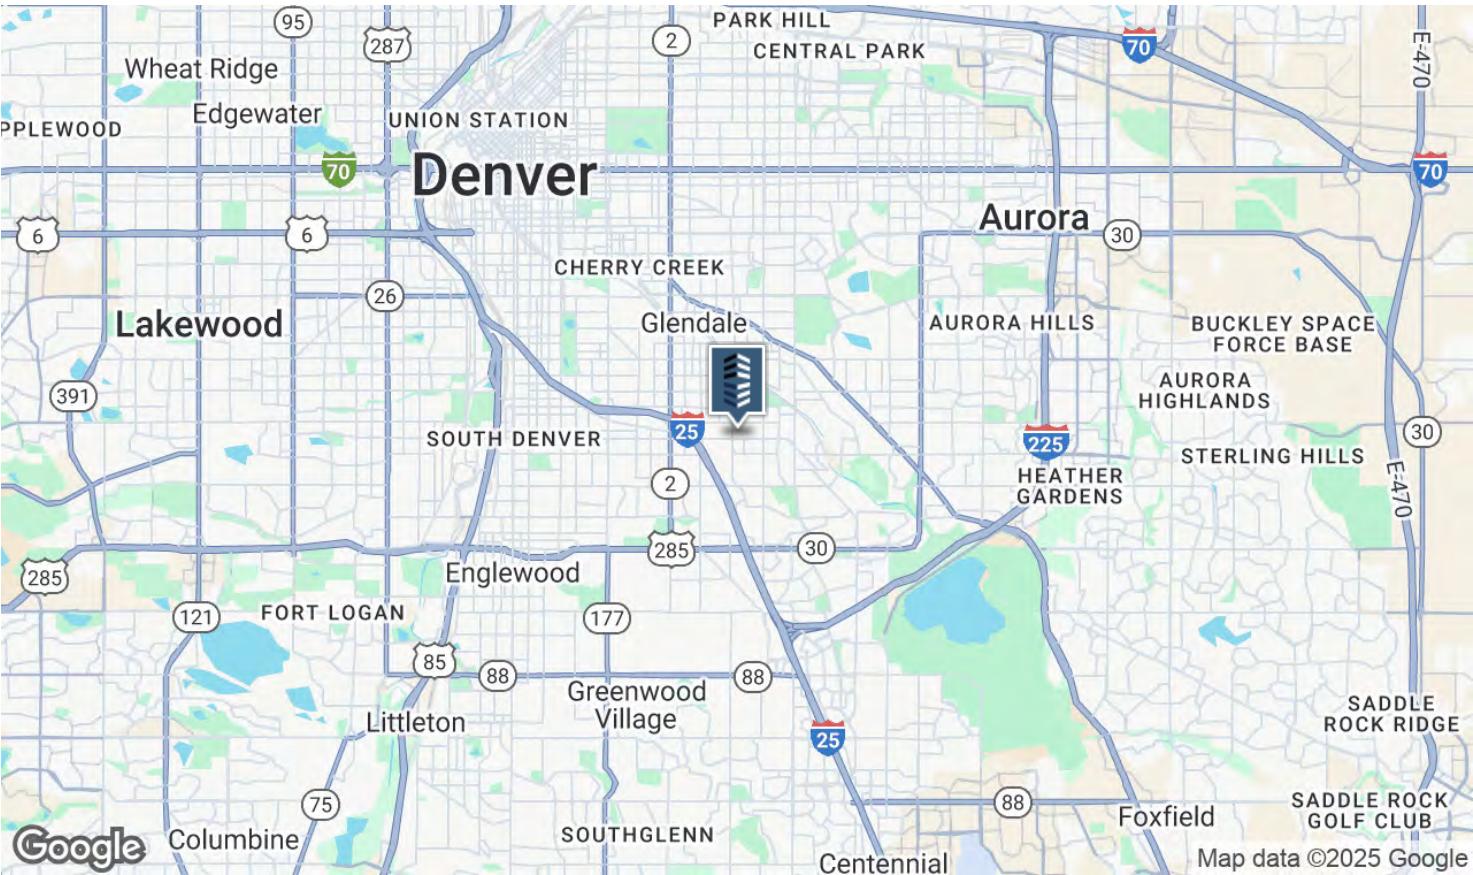 95
PARK HILL
287
2
CENTRAL PARK
70
E-470
Wheat Ridge
Edgewater
UNION STATION
PPLEWOOD
70
Denver
70
Aurora
6
6
30
CHERRY CREEK
26
Lakewood
Glendale
AURORA HILLS
BUCKLEY SPACE
FORCE BASE
391
AURORA
HIGHLANDS
25
SOUTH DENVER
225
30
STERLING HILLS
2
HEATHER
GARDENS
E-470
285
30
285
Englewood
121
FORT LOGAN
177
85
88
88
Greenwood
Village
Littleton
SADDLE
ROCK RIDGE
25
75
88
SADDLE ROCK
GOLF CLUB
Foxfield
Columbine
SOUTHGLENN
Google
Centennial
Map data ©2025 Google